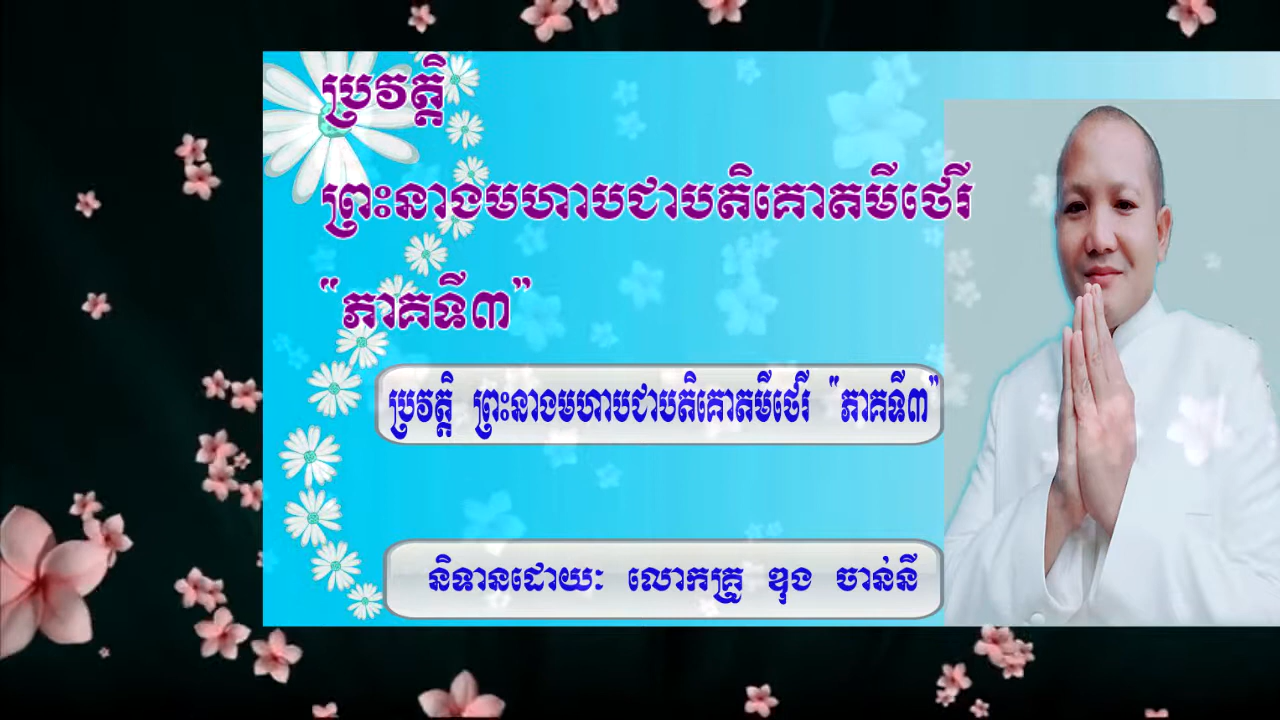 ប្រវត្តិ
ព្រះនាងមហាបជាបតិគោតមីថេរី
"ភាគទី៣"
ប្រវត្តិ ព្រះនាងមហាបជាបតិគោតមីថេរី "ភាគទី៣"
និទានដោយៈ លោកគ្រូ ឌុង ចាន់នី